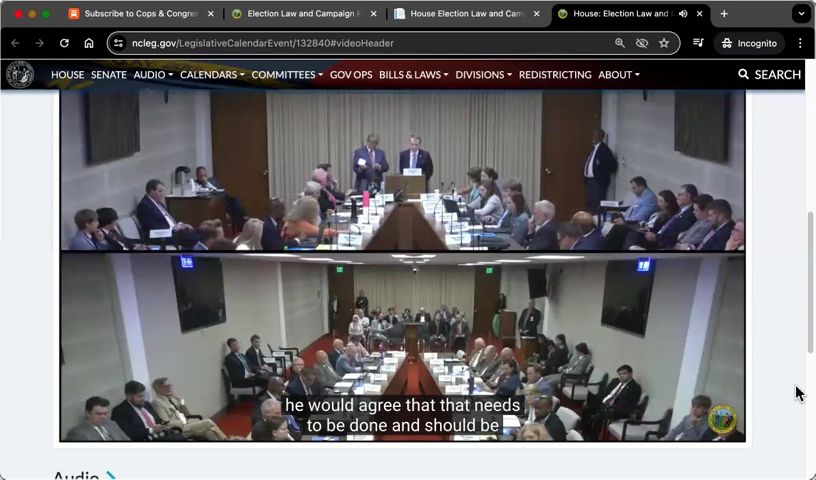 Subscribe to Cops & Congre
Election Law and Campaign F
House Election Law and Cam
House: Election Law and
ncleg.gov/LegislativeCalendarEvent/132840#videoHeader
Incognito
HOUSE SENATE AUDIO CALENDARS COMMITTEES GOV OPS BILLS & LAWS DIVISIONS REDISTRICTING ABOUT SEARCH
he would agree that that needs
to be done and should be
Audio